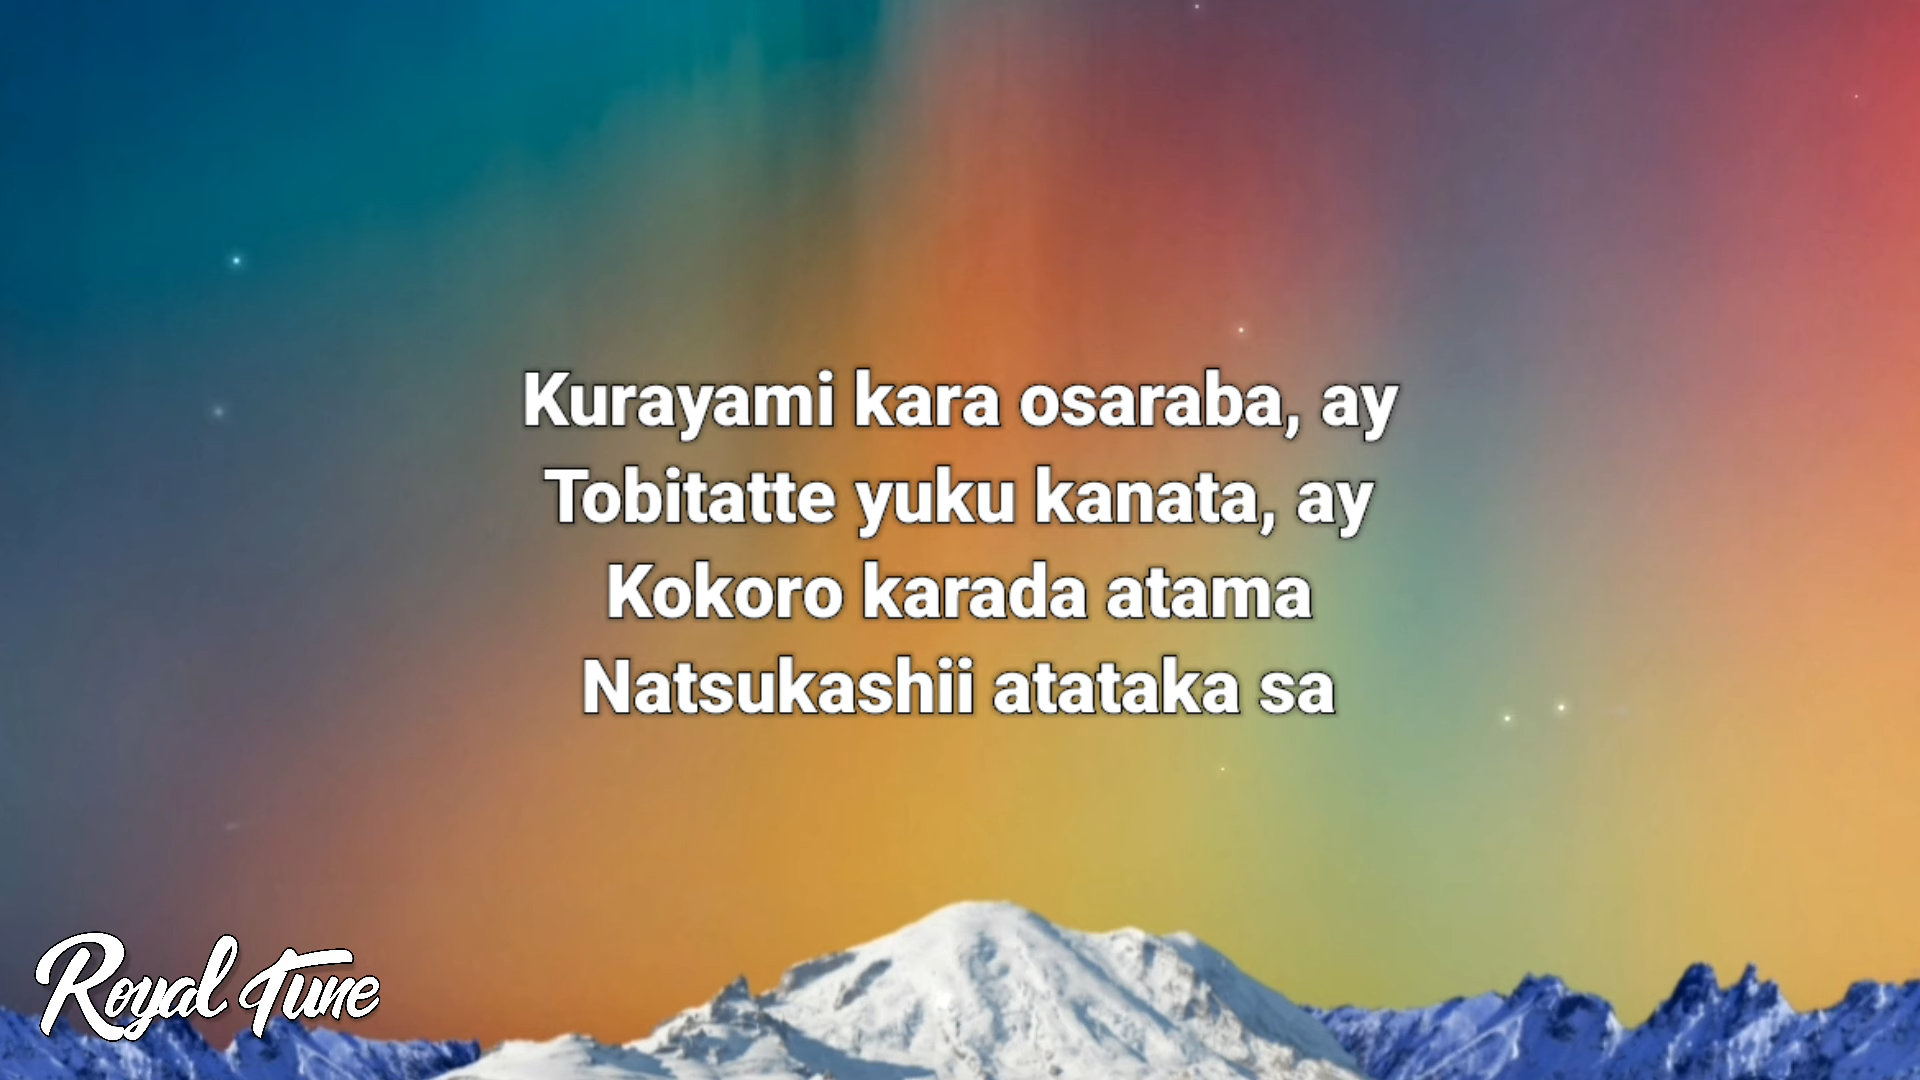 Kurayami kara osaraba, ay
Tobitatte yuku kanata, ay
Kokoro karada atama
Natsukashii atataka sa
Royal Tune